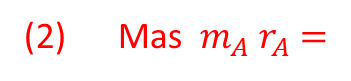 (2) Mas m_A r_A =